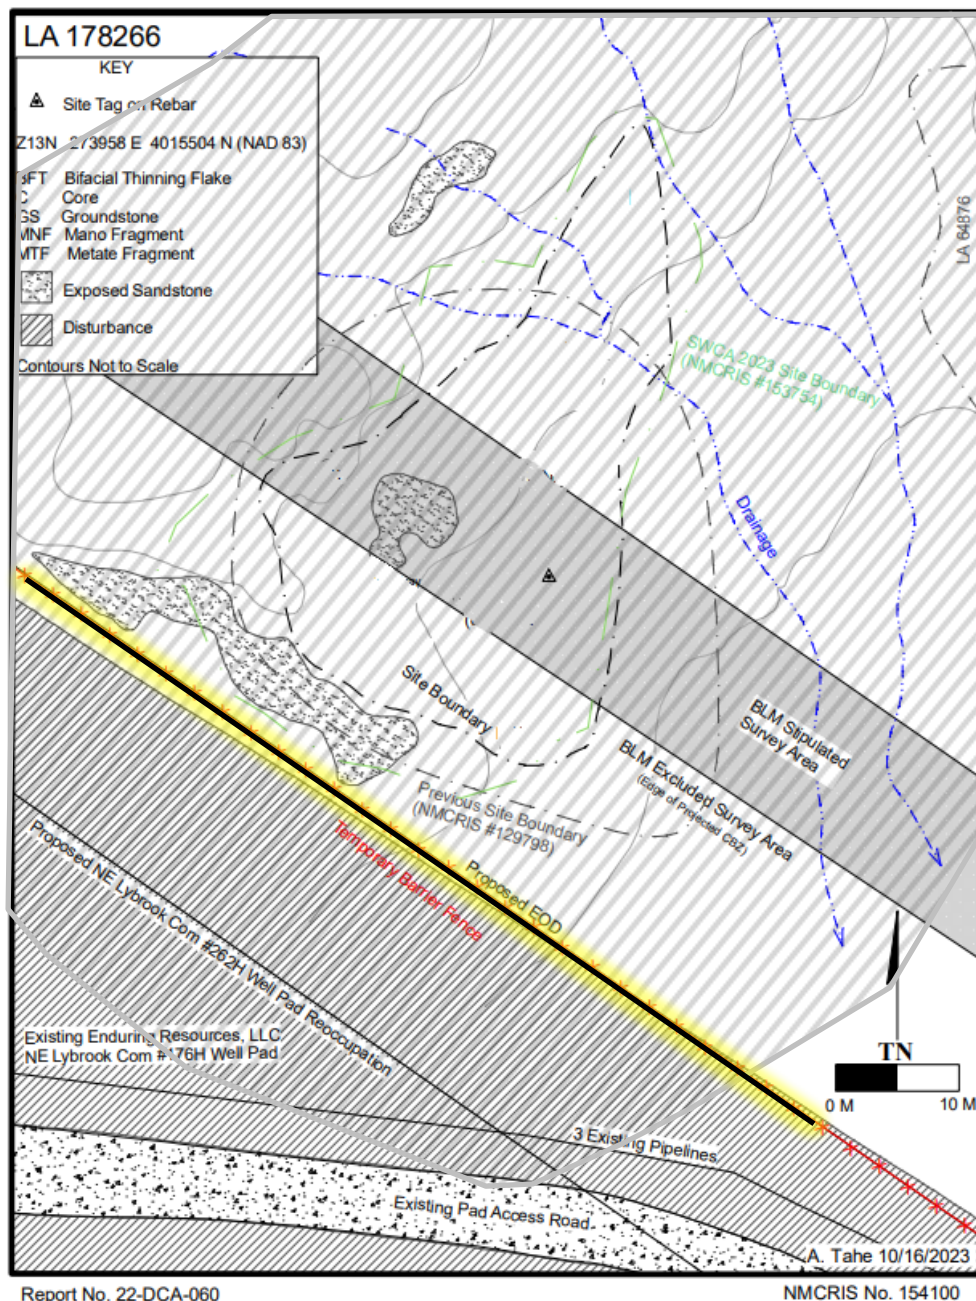 LA 178266
KEY
Site Tag on Rebar
Z13N 273958 E 4015504 N (NAD 83)
BFT Bifacial Thinning Flake
C Core
GS Groundstone
MNF Mano Fragment
MTF Metate Fragment
Exposed Sandstone
Disturbance
Contours Not to Scale
LA 64876
SWCA 2023 Site Boundary
(NMCRIS #153754)
Drainage
Site Boundary
BLM Stipulated
Survey Area
BLM Excluded Survey Area
(Edge of Projected CBZ)
Previous Site Boundary
(NMCRIS #129798)
Proposed EOD
Temporary Barrier Fence
Proposed NE Lybrook Com #262H Well Pad Reoccupation
Existing Enduring Resources, LLC
NE Lybrook Com #176H Well Pad
TN
0 M 10 M
3 Existing Pipelines
Existing Pad Access Road
A. Tahe 10/16/2023
Report No. 22-DCA-060
NMCRIS No. 154100